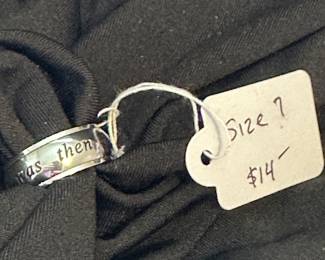 was then
Size 7
$14-